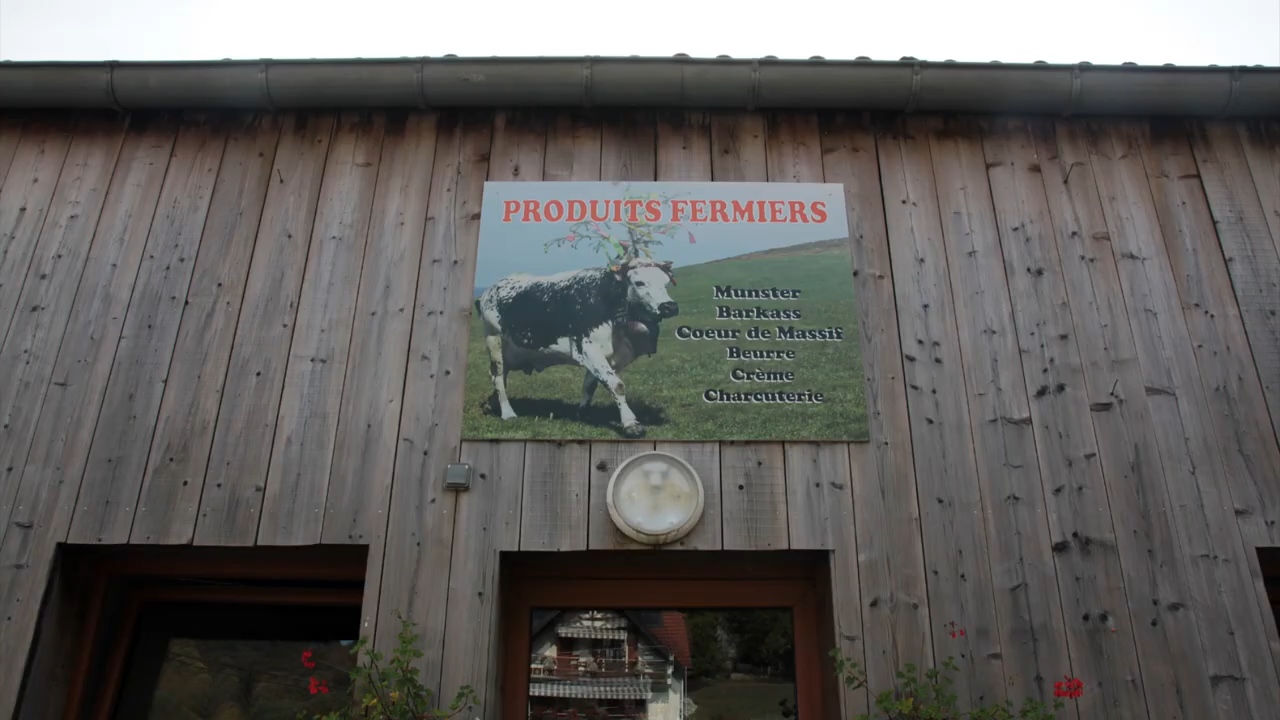 PRODUITS FERMIERS
Munster
Barkass
Coeur de Massif
Beurre
Crème
Charcuterie